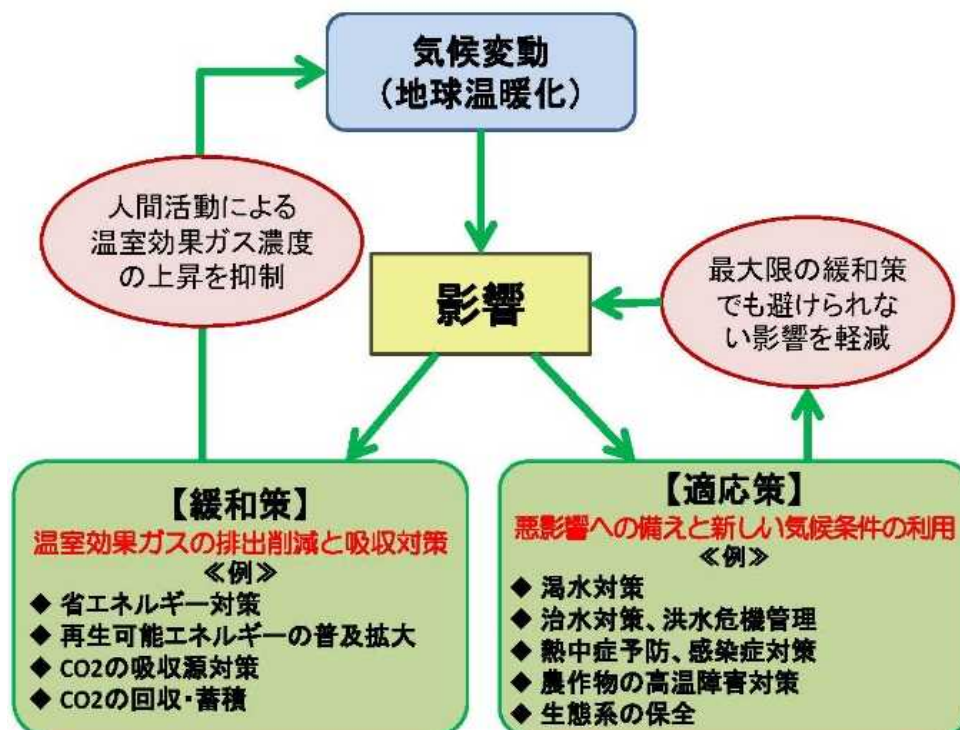 気候変動
（地球温暖化）
人間活動による
温室効果ガス濃度
の上昇を抑制
影響
最大限の緩和策
でも避けられな
い影響を軽減
【緩和策】
温室効果ガスの排出削減と吸収対策
≪例≫
◆ 省エネルギー対策
◆ 再生可能エネルギーの普及拡大
◆ CO2の吸収源対策
◆ CO2の回収・蓄積
【適応策】
悪影響への備えと新しい気候条件の利用
≪例≫
◆ 渇水対策
◆ 治水対策、洪水危機管理
◆ 熱中症予防、感染症対策
◆ 農作物の高温障害対策
◆ 生態系の保全